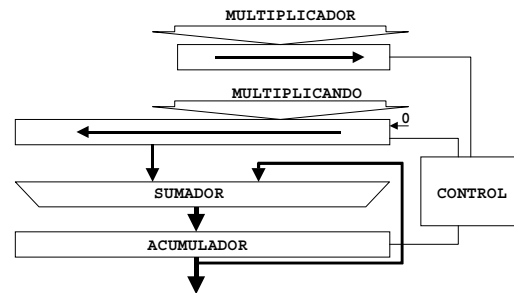 MULTIPLICADOR
MULTIPLICANDO
0
SUMADOR
CONTROL
ACUMULADOR